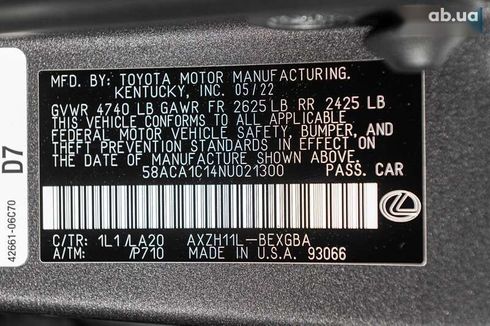 ab.ua
MFD. BY: TOYOTA MOTOR MANUFACTURING.
KENTUCKY, INC. 05/22
GVWR 4740 LB GAWR FR 2625 LB RR 2425 LB
THIS VEHICLE CONFORMS TO ALL APPLICABLE
FEDERAL MOTOR VEHICLE SAFETY, BUMPER, AND
THEFT PREVENTION STANDARDS IN EFFECT ON
THE DATE OF MANUFACTURE SHOWN ABOVE.
58ACA1C14NU021300 PASS. CAR
C/TR: 1L1/LA20 AXZH11L-BEXGBA
A/TM: /P710 MADE IN U.S.A. 93066
D7
42661-06C70